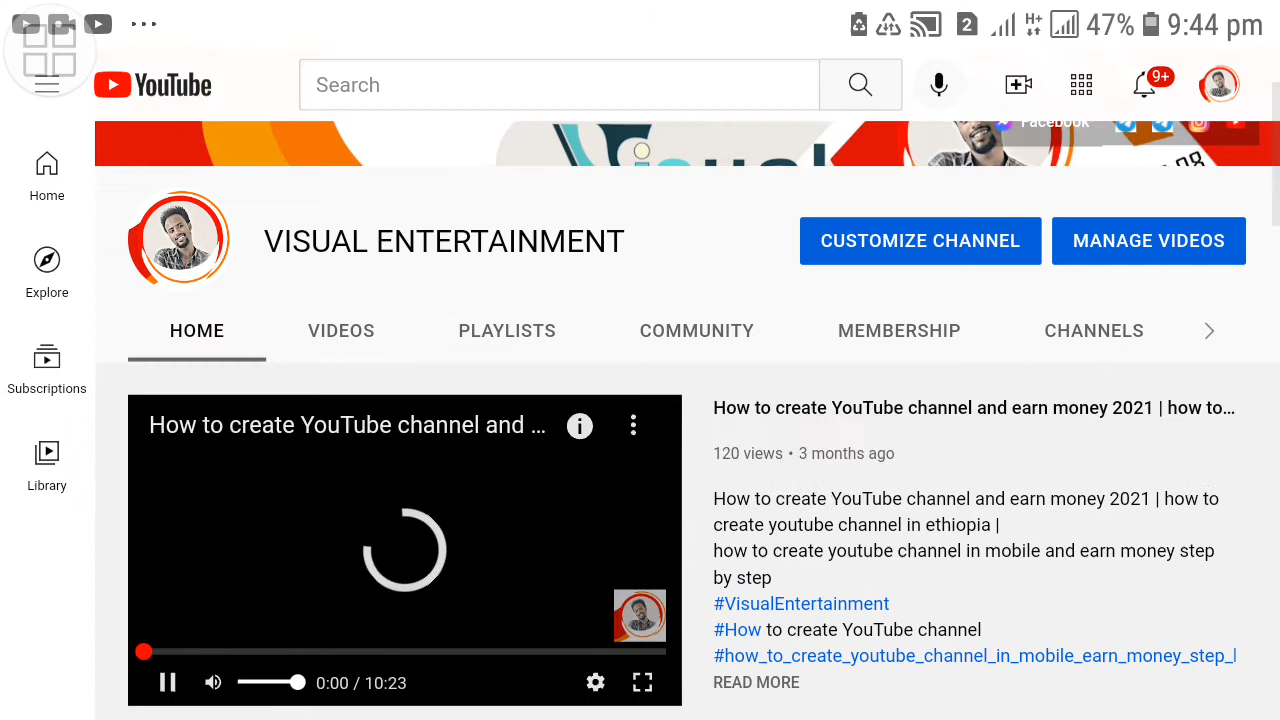 2 H+ 47% 9:44 pm
YouTube
Search
9+
Facebook
isual
Home
VISUAL ENTERTAINMENT
CUSTOMIZE CHANNEL
MANAGE VIDEOS
Explore
HOME
VIDEOS
PLAYLISTS
COMMUNITY
MEMBERSHIP
CHANNELS
Subscriptions
How to create YouTube channel and ...
How to create YouTube channel and earn money 2021 | how to...
120 views • 3 months ago
Library
How to create YouTube channel and earn money 2021 | how to
create youtube channel in ethiopia |
how to create youtube channel in mobile and earn money step
by step
#VisualEntertainment
#How to create YouTube channel
#how_to_create_youtube_channel_in_mobile_earn_money_step_
READ MORE
0:00 / 10:23